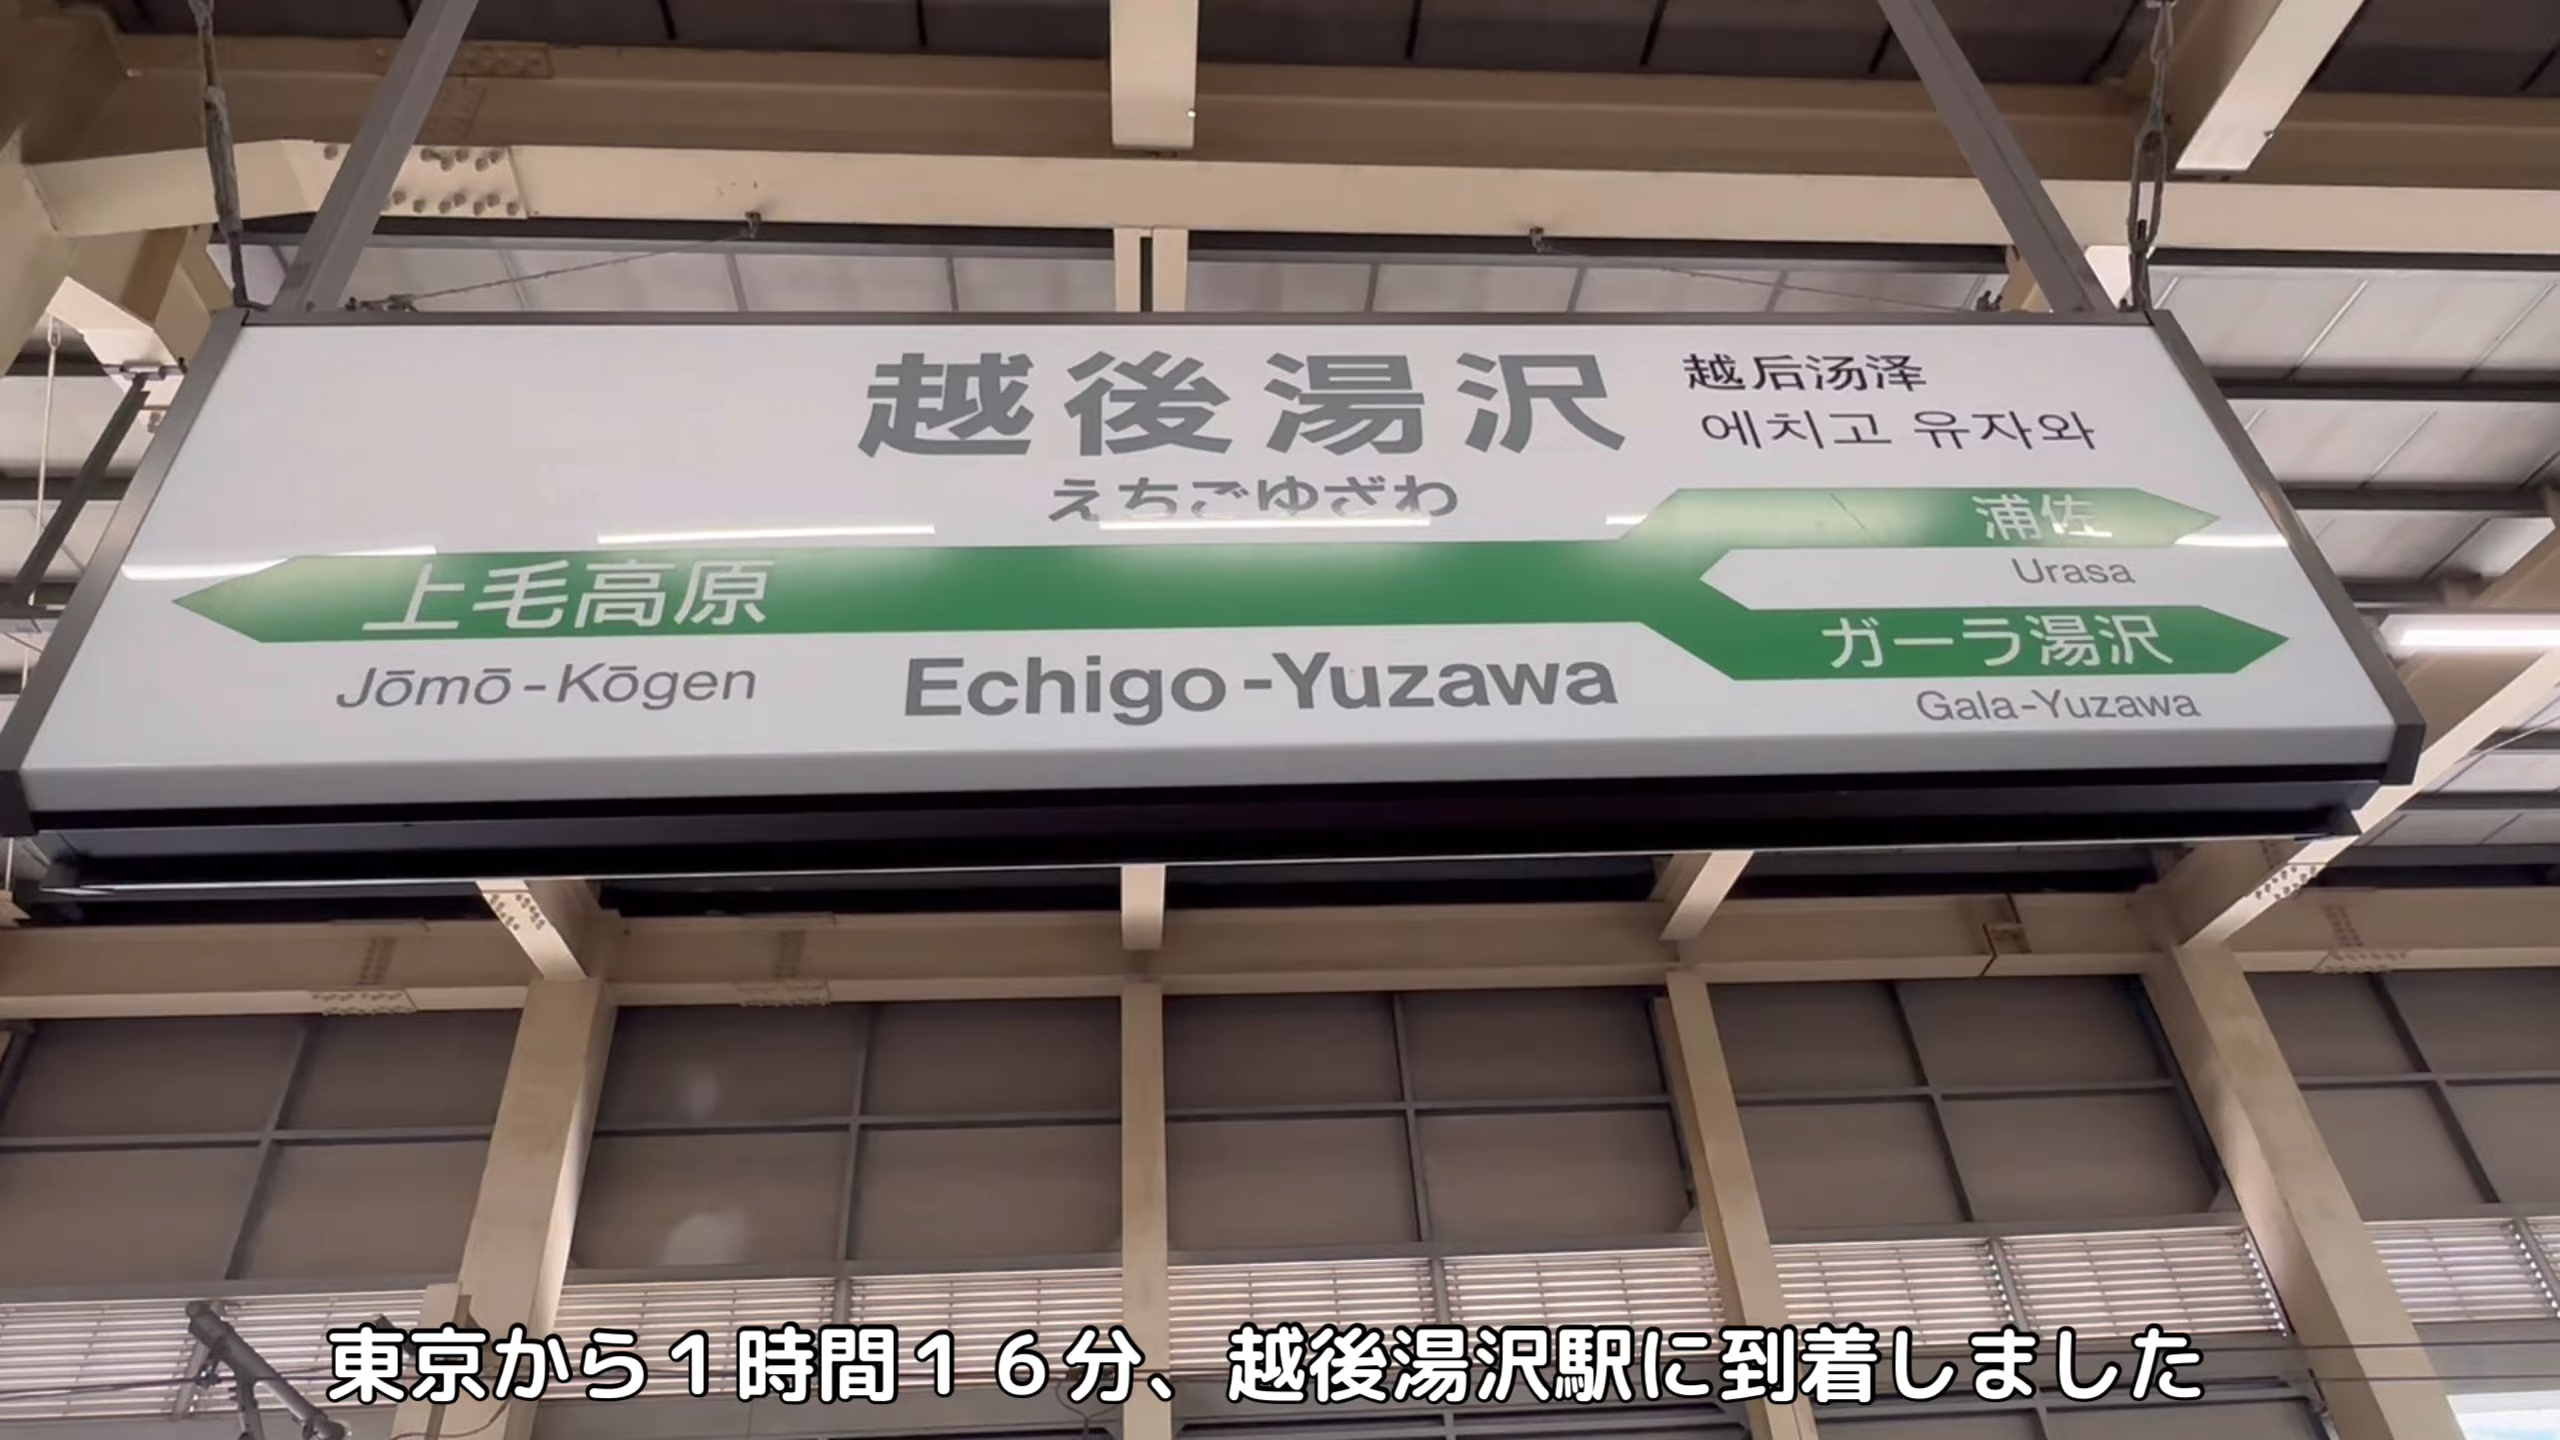 越後湯沢
越后汤泽
에치고 유자와
えちごゆざわ
浦佐
Urasa
上毛高原
ガーラ湯沢
Jōmō-Kōgen
Echigo-Yuzawa
Gala-Yuzawa
東京から１時間１６分、越後湯沢駅に到着しました